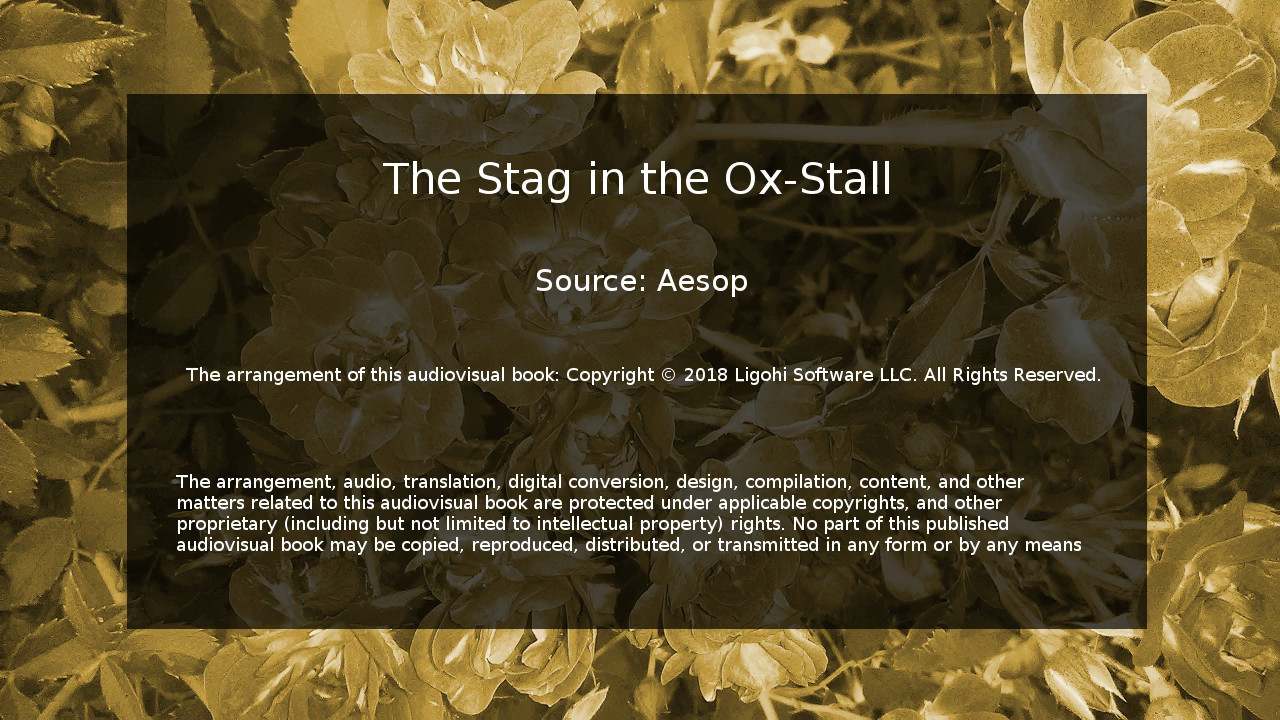 The Stag in the Ox-Stall
Source: Aesop
The arrangement of this audiovisual book: Copyright © 2018 Ligohi Software LLC. All Rights Reserved.
The arrangement, audio, translation, digital conversion, design, compilation, content, and other
matters related to this audiovisual book are protected under applicable copyrights, and other
proprietary (including but not limited to intellectual property) rights. No part of this published
audiovisual book may be copied, reproduced, distributed, or transmitted in any form or by any means